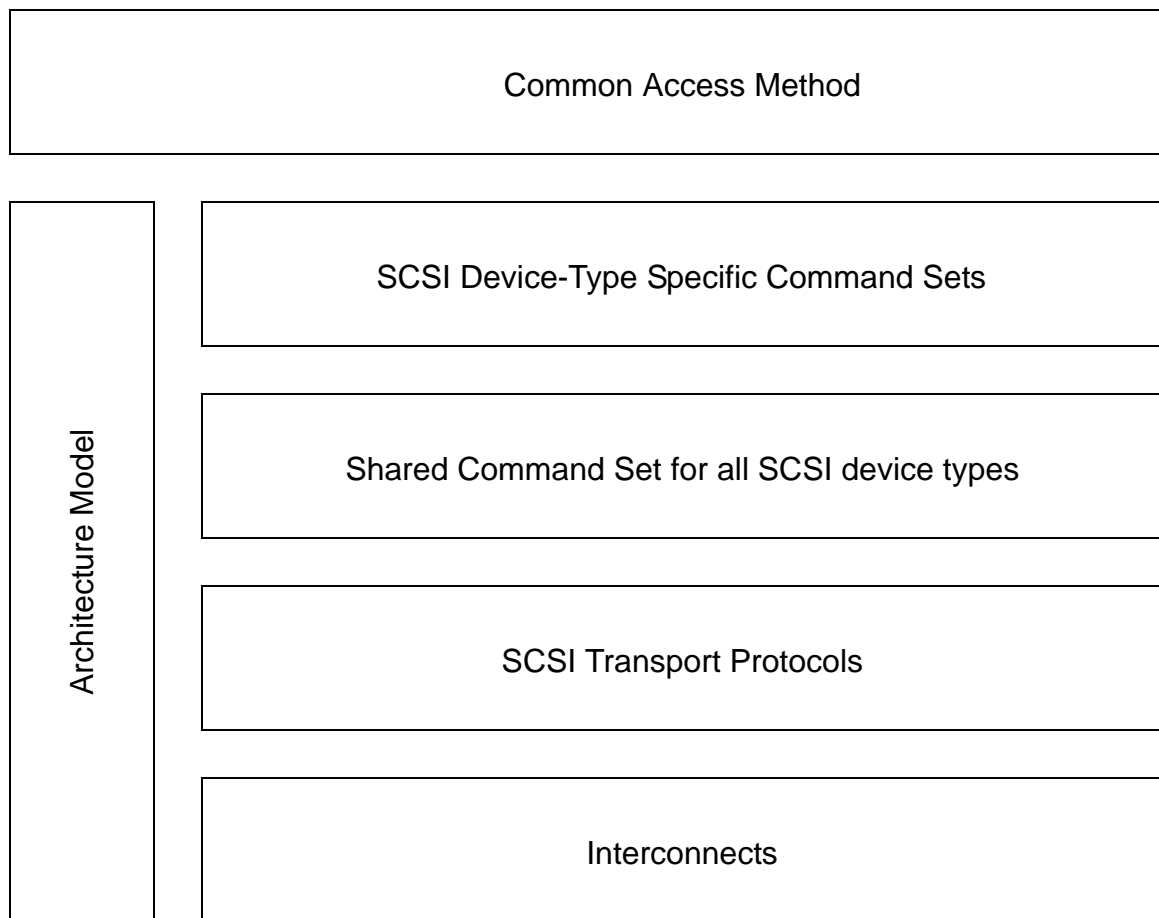 Common Access Method
SCSI Device-Type Specific Command Sets
Shared Command Set for all SCSI device types
Architecture Model
SCSI Transport Protocols
Interconnects